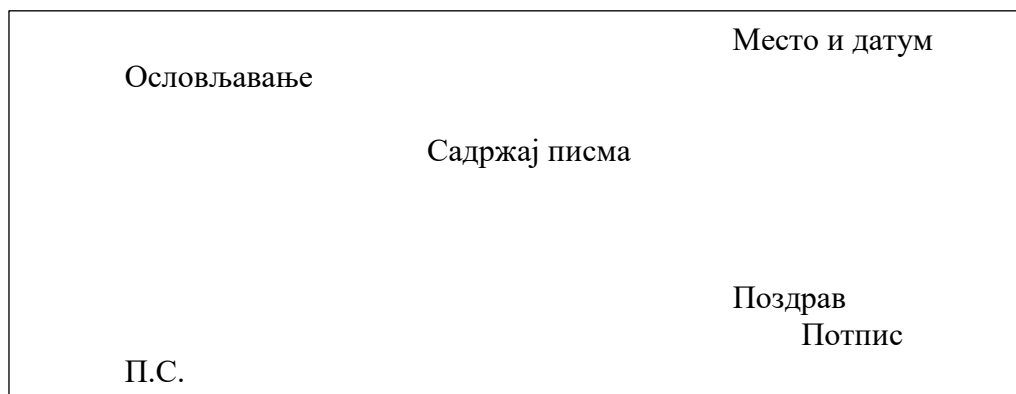 Место и датум
Ословљавање
Садржај писма
Поздрав
Потпис
П.С.